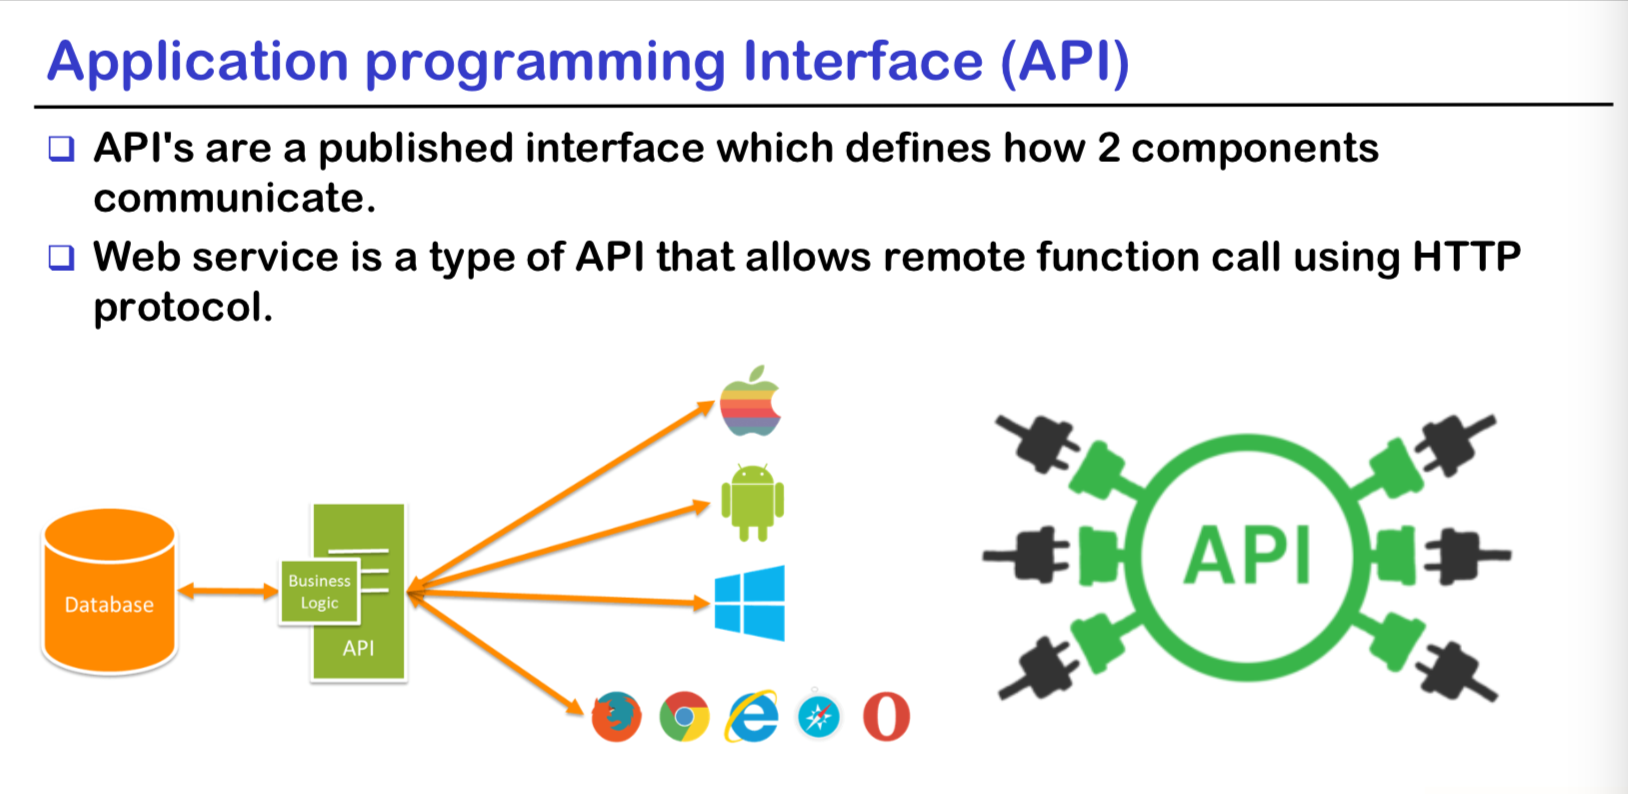 Application programming Interface (API)
API's are a published interface which defines how 2 components
communicate.
Web service is a type of API that allows remote function call using HTTP
protocol.
Database
Business
Logic
API
API